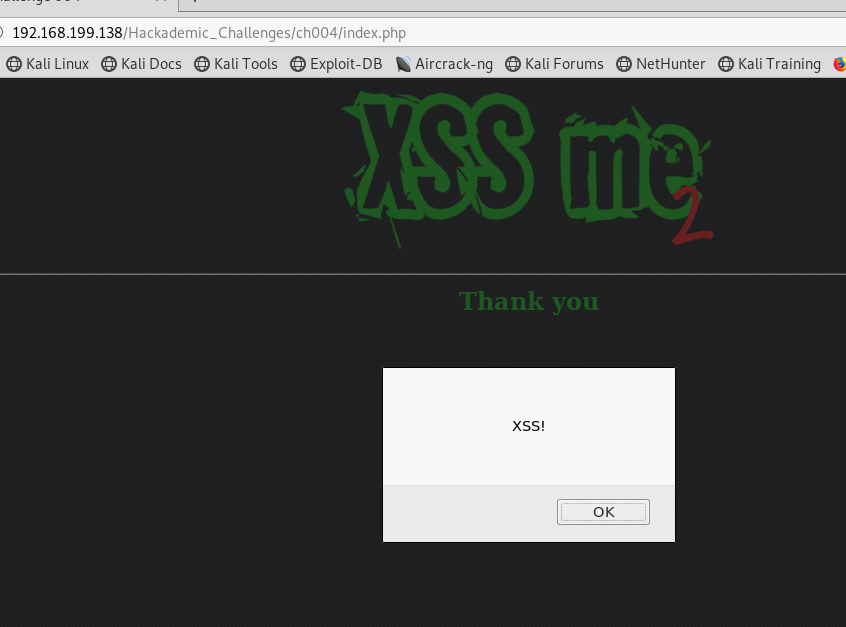 192.168.199.138/Hackademic_Challenges/ch004/index.php
Kali Linux Kali Docs Kali Tools Exploit-DB Aircrack-ng Kali Forums NetHunter Kali Training
XSS me 2
Thank you
XSS!
OK